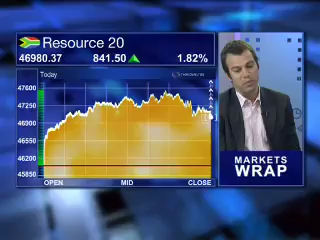 Resource 20
46980.37 841.50 1.82%
Today
47600
47250
46900
46550
46200
45850
OPEN MID CLOSE
MARKETS
WRAP